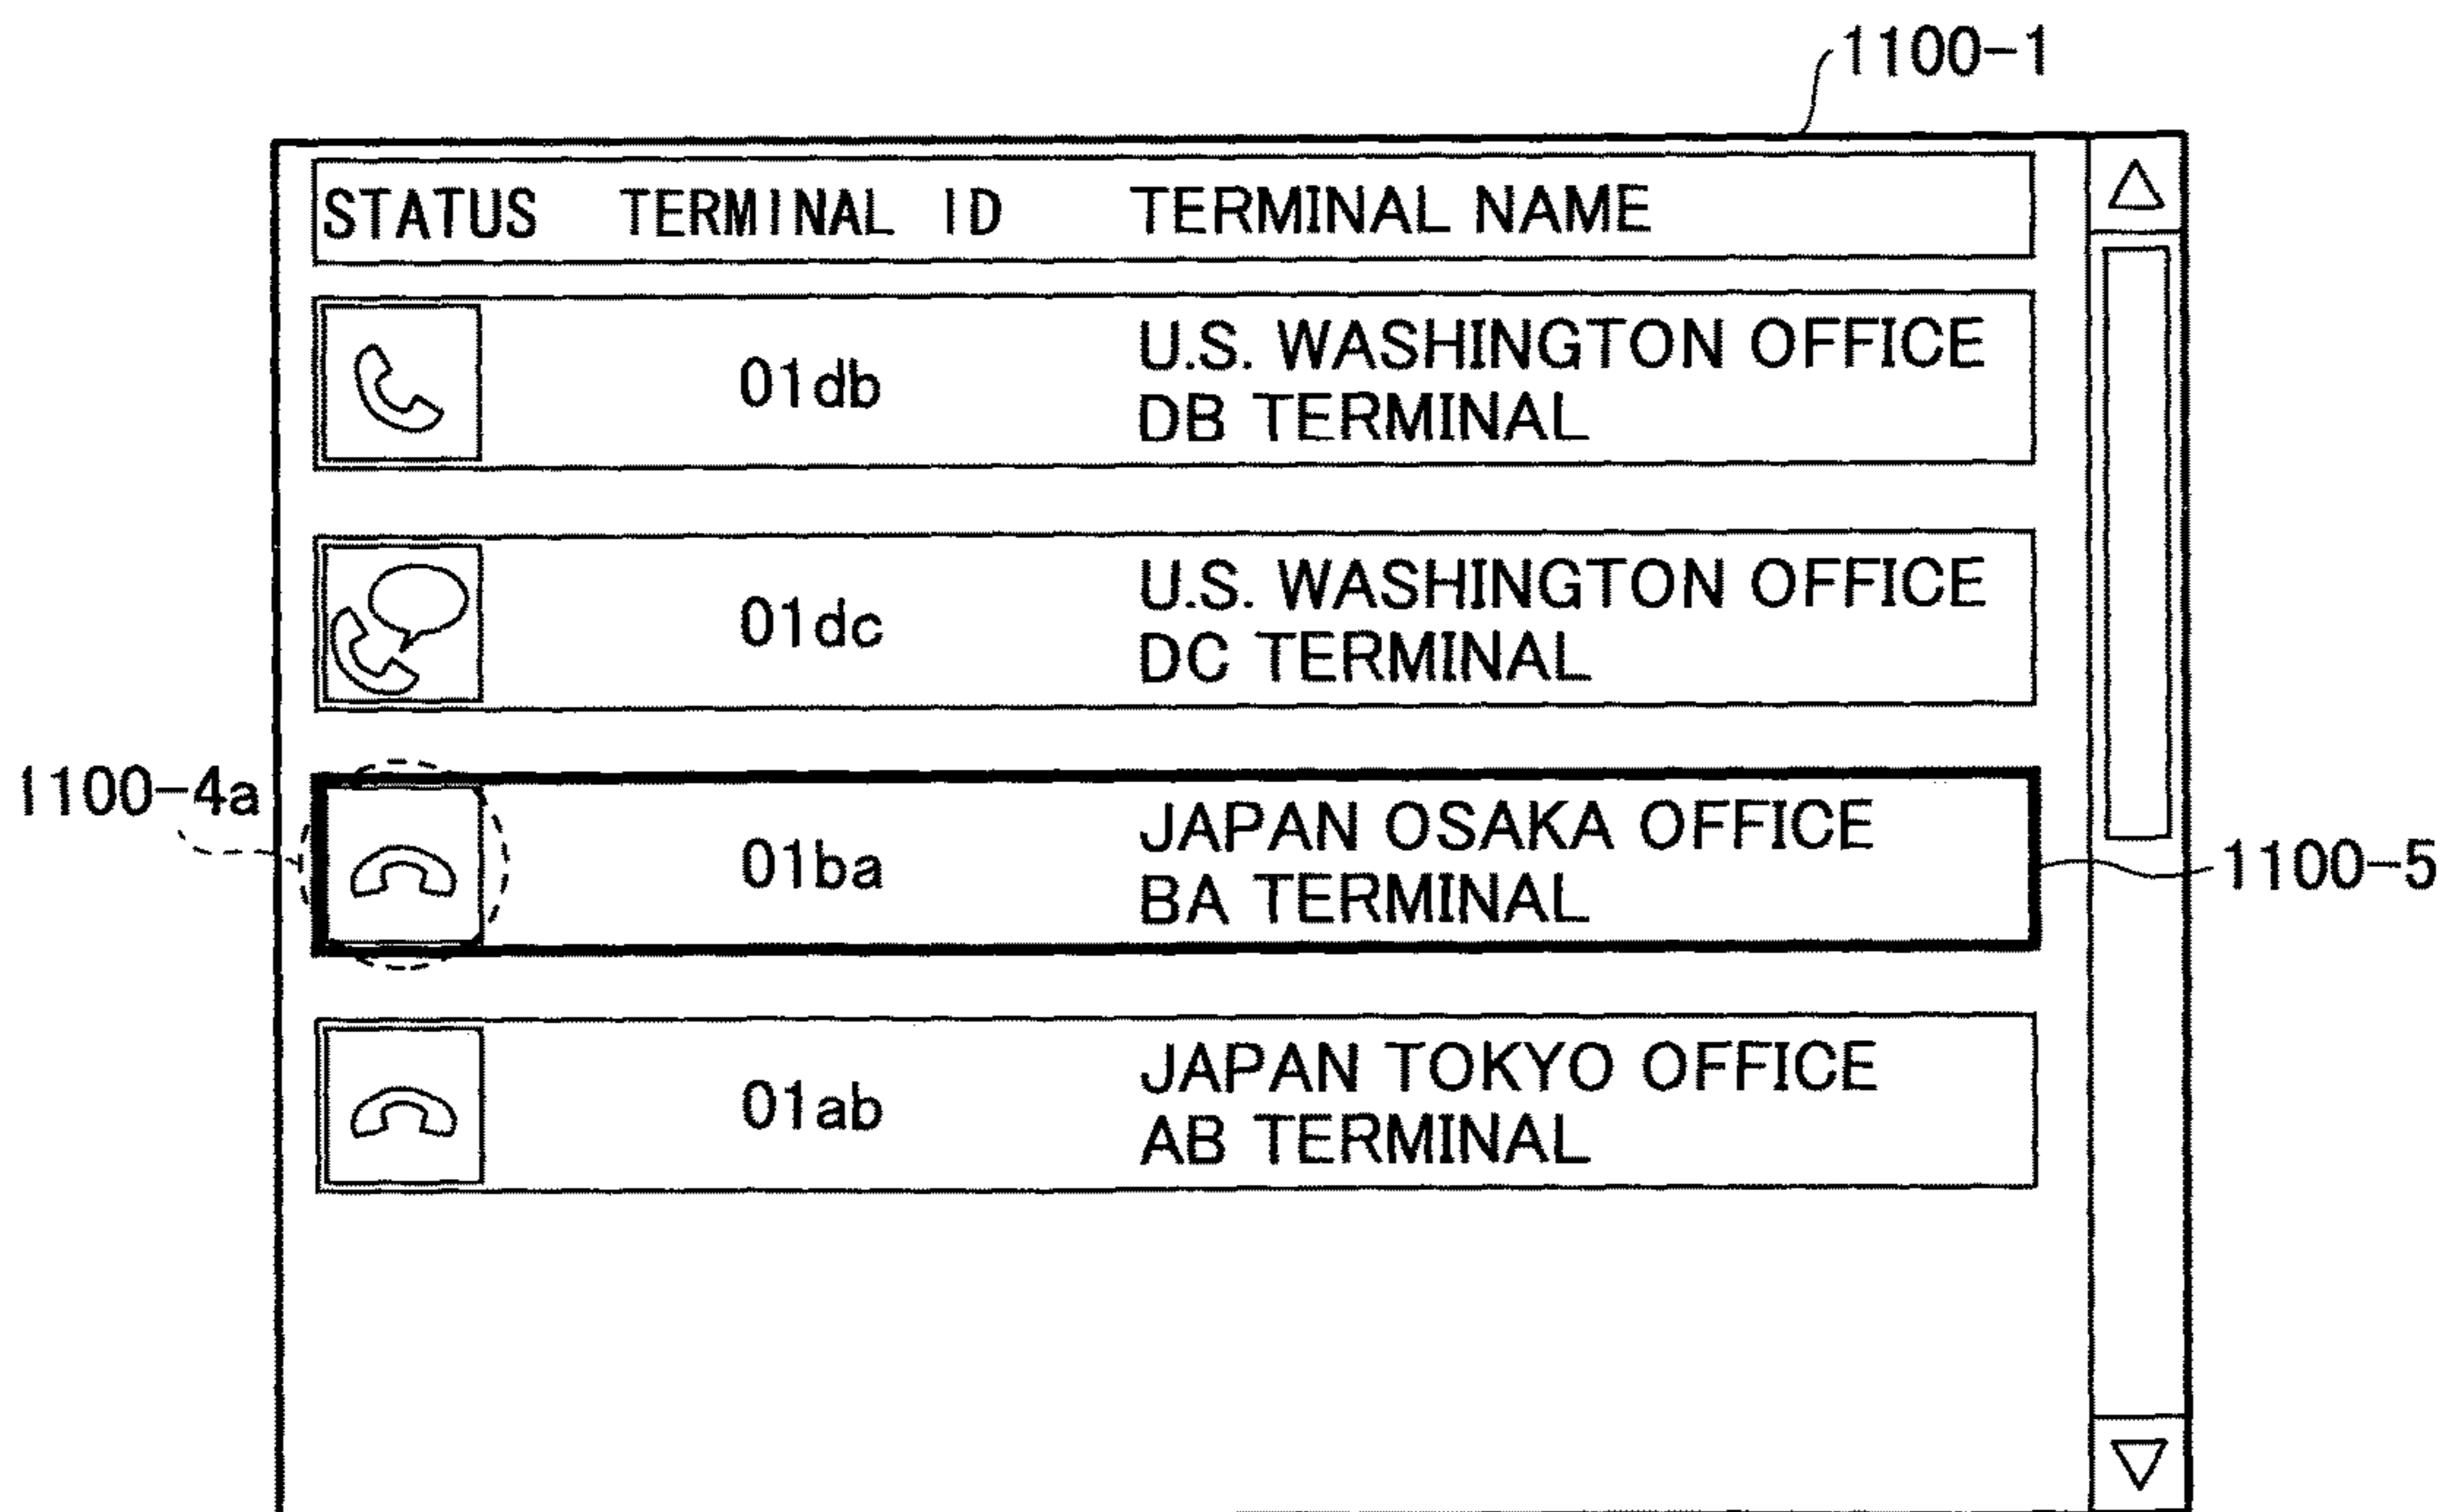 1100-1
STATUS TERMINAL ID TERMINAL NAME
01db
U.S. WASHINGTON OFFICE
DB TERMINAL
01dc
U.S. WASHINGTON OFFICE
DC TERMINAL
1100-4a
01ba
JAPAN OSAKA OFFICE
BA TERMINAL
1100-5
01ab
JAPAN TOKYO OFFICE
AB TERMINAL